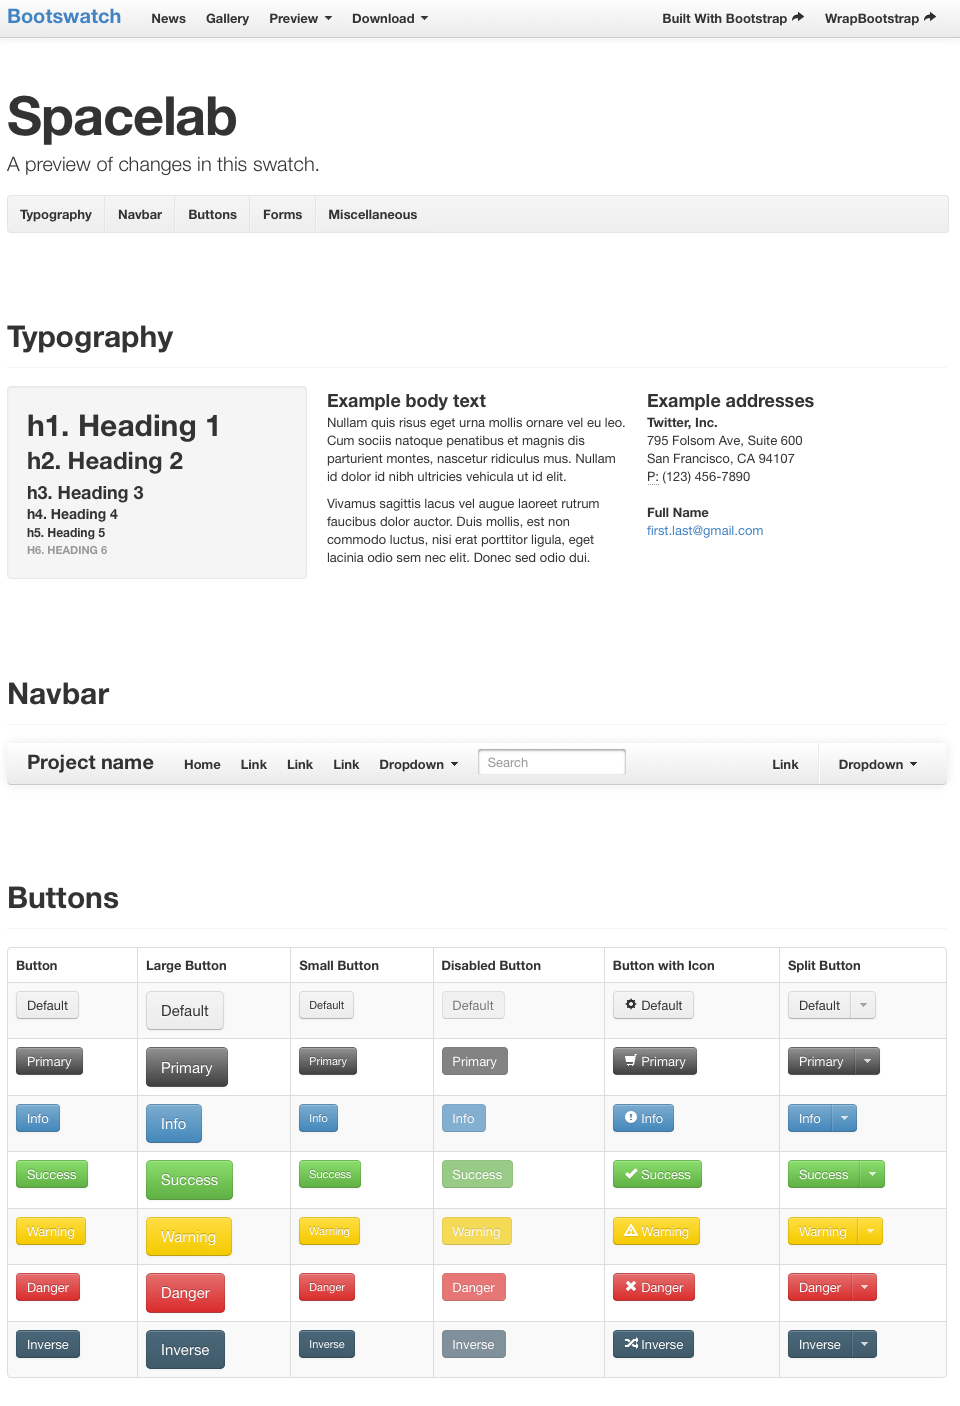 Bootswatch News Gallery Preview Download Built With Bootstrap WrapBootstrap
Spacelab
A preview of changes in this swatch.
Typography Navbar Buttons Forms Miscellaneous
Typography
h1. Heading 1
h2. Heading 2
h3. Heading 3
h4. Heading 4
h5. Heading 5
H6. HEADING 6
Example body text
Nullam quis risus eget urna mollis ornare vel eu leo.
Cum sociis natoque penatibus et magnis dis
parturient montes, nascetur ridiculus mus. Nullam
id dolor id nibh ultricies vehicula ut id elit.
Vivamus sagittis lacus vel augue laoreet rutrum
faucibus dolor auctor. Duis mollis, est non
commodo luctus, nisi erat porttitor ligula, eget
lacinia odio sem nec elit. Donec sed odio dui.
Example addresses
Twitter, Inc.
795 Folsom Ave, Suite 600
San Francisco, CA 94107
P: (123) 456-7890
Full Name
first.last@gmail.com
Navbar
Project name Home Link Link Link Dropdown Search Link Dropdown
Buttons
Button Large Button Small Button Disabled Button Button with Icon Split Button
Default Default Default Default Default Default
Primary Primary Primary Primary Primary Primary
Info Info Info Info Info Info
Success Success Success Success Success Success
Warning Warning Warning Warning Warning Warning
Danger Danger Danger Danger Danger Danger
Inverse Inverse Inverse Inverse Inverse Inverse